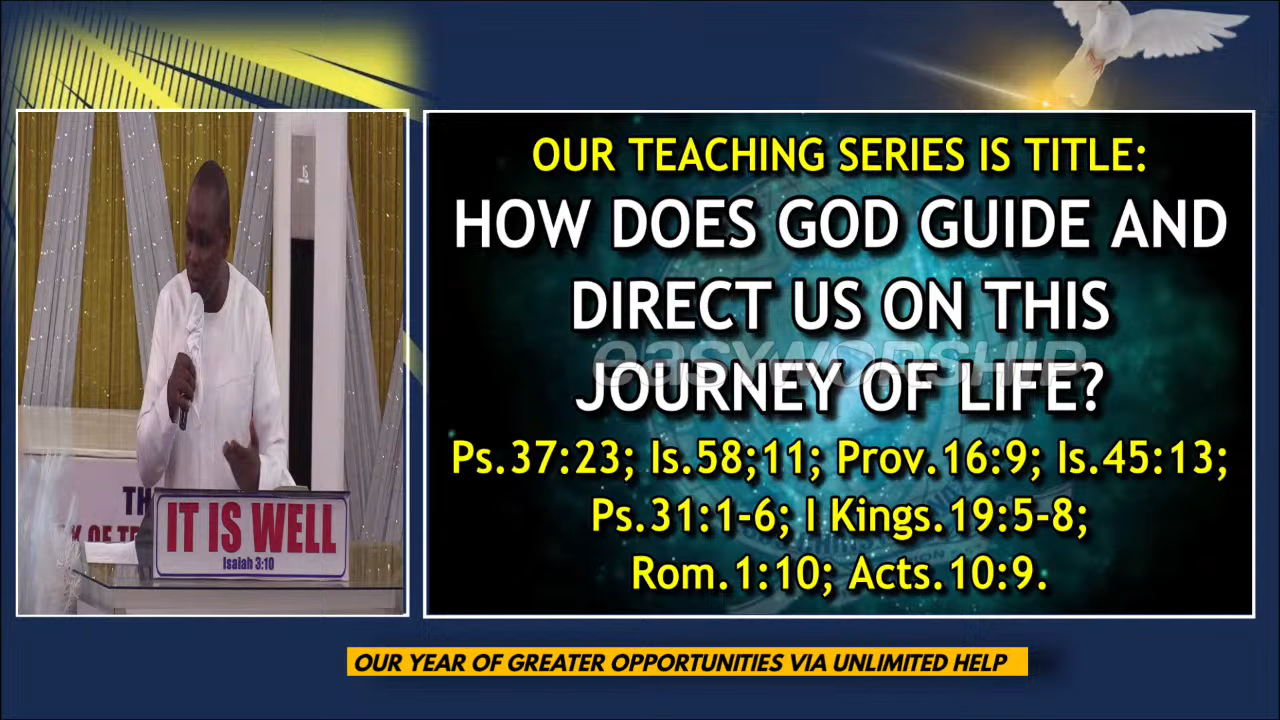 OUR TEACHING SERIES IS TITLE:
HOW DOES GOD GUIDE AND
DIRECT US ON THIS
JOURNEY OF LIFE?
easyworship
Ps.37:23; Is.58;11; Prov.16:9; Is.45:13;
Ps.31:1-6; I Kings.19:5-8;
Rom.1:10; Acts.10:9.
IT IS WELL
Isaiah 3:10
OUR YEAR OF GREATER OPPORTUNITIES VIA UNLIMITED HELP